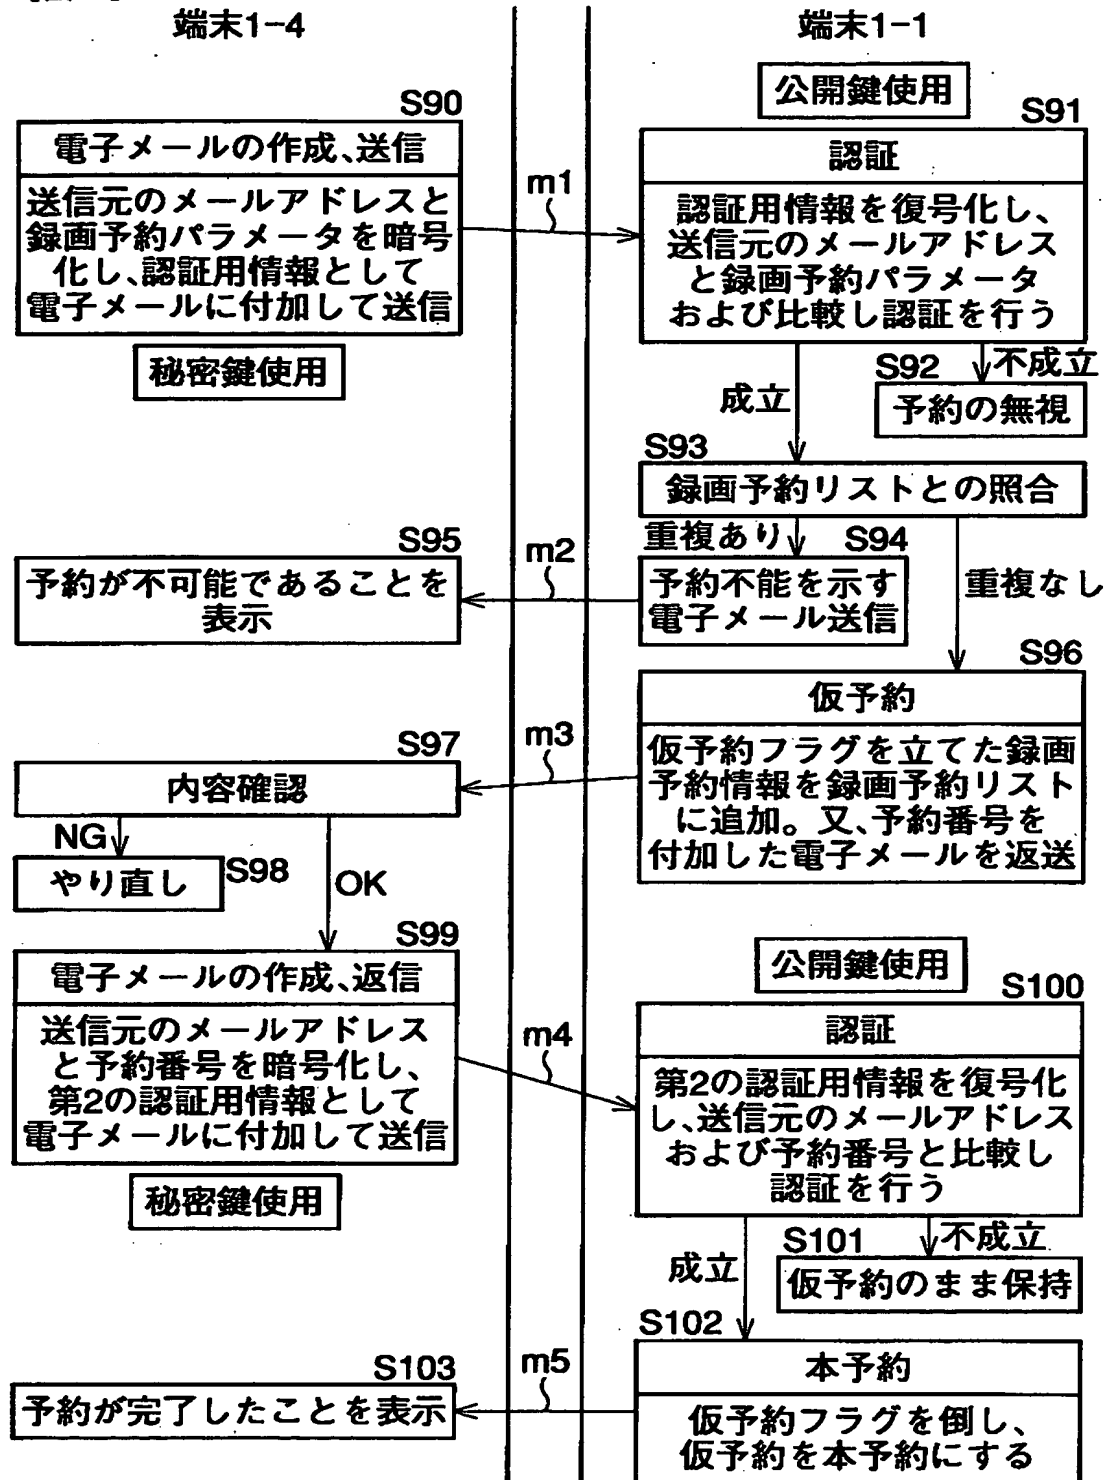 端末1-4
端末1-1
公開鍵使用
S90
電子メールの作成、送信
送信元のメールアドレスと
録画予約パラメータを暗号
化し、認証用情報として
電子メールに付加して送信
秘密鍵使用
m1
S91
認証
認証用情報を復号化し、
送信元のメールアドレス
と録画予約パラメータ
および比較し認証を行う
成立
S92
不成立
予約の無視
S93
録画予約リストとの照合
重複あり
S94
重複なし
予約不能を示す
電子メール送信
m2
S95
予約が不可能であることを
表示
S96
仮予約
仮予約フラグを立てた録画
予約情報を録画予約リスト
に追加。又、予約番号を
付加した電子メールを返送
m3
S97
内容確認
NG
やり直し
S98
OK
S99
電子メールの作成、返信
送信元のメールアドレス
と予約番号を暗号化し、
第2の認証用情報として
電子メールに付加して送信
秘密鍵使用
m4
公開鍵使用
S100
認証
第2の認証用情報を復号化
し、送信元のメールアドレス
および予約番号と比較し
認証を行う
成立
S101
不成立
仮予約のまま保持
S102
本予約
仮予約フラグを倒し、
仮予約を本予約にする
m5
S103
予約が完了したことを表示